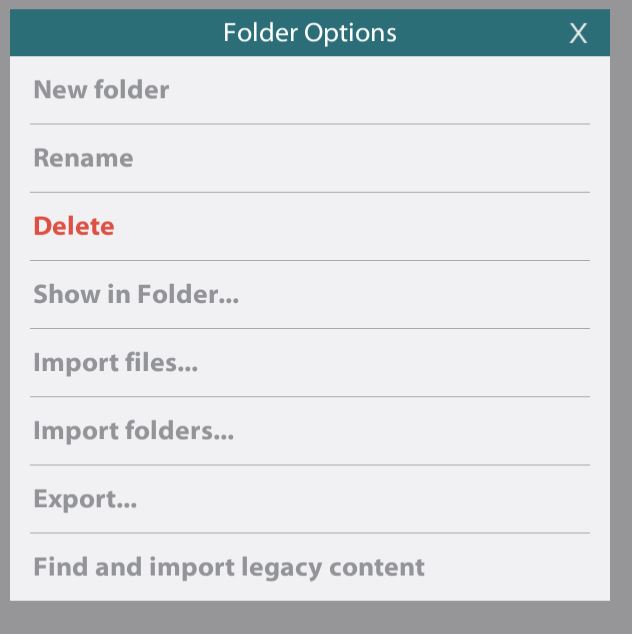 Folder Options X
New folder
Rename
Delete
Show in Folder...
Import files...
Import folders...
Export...
Find and import legacy content